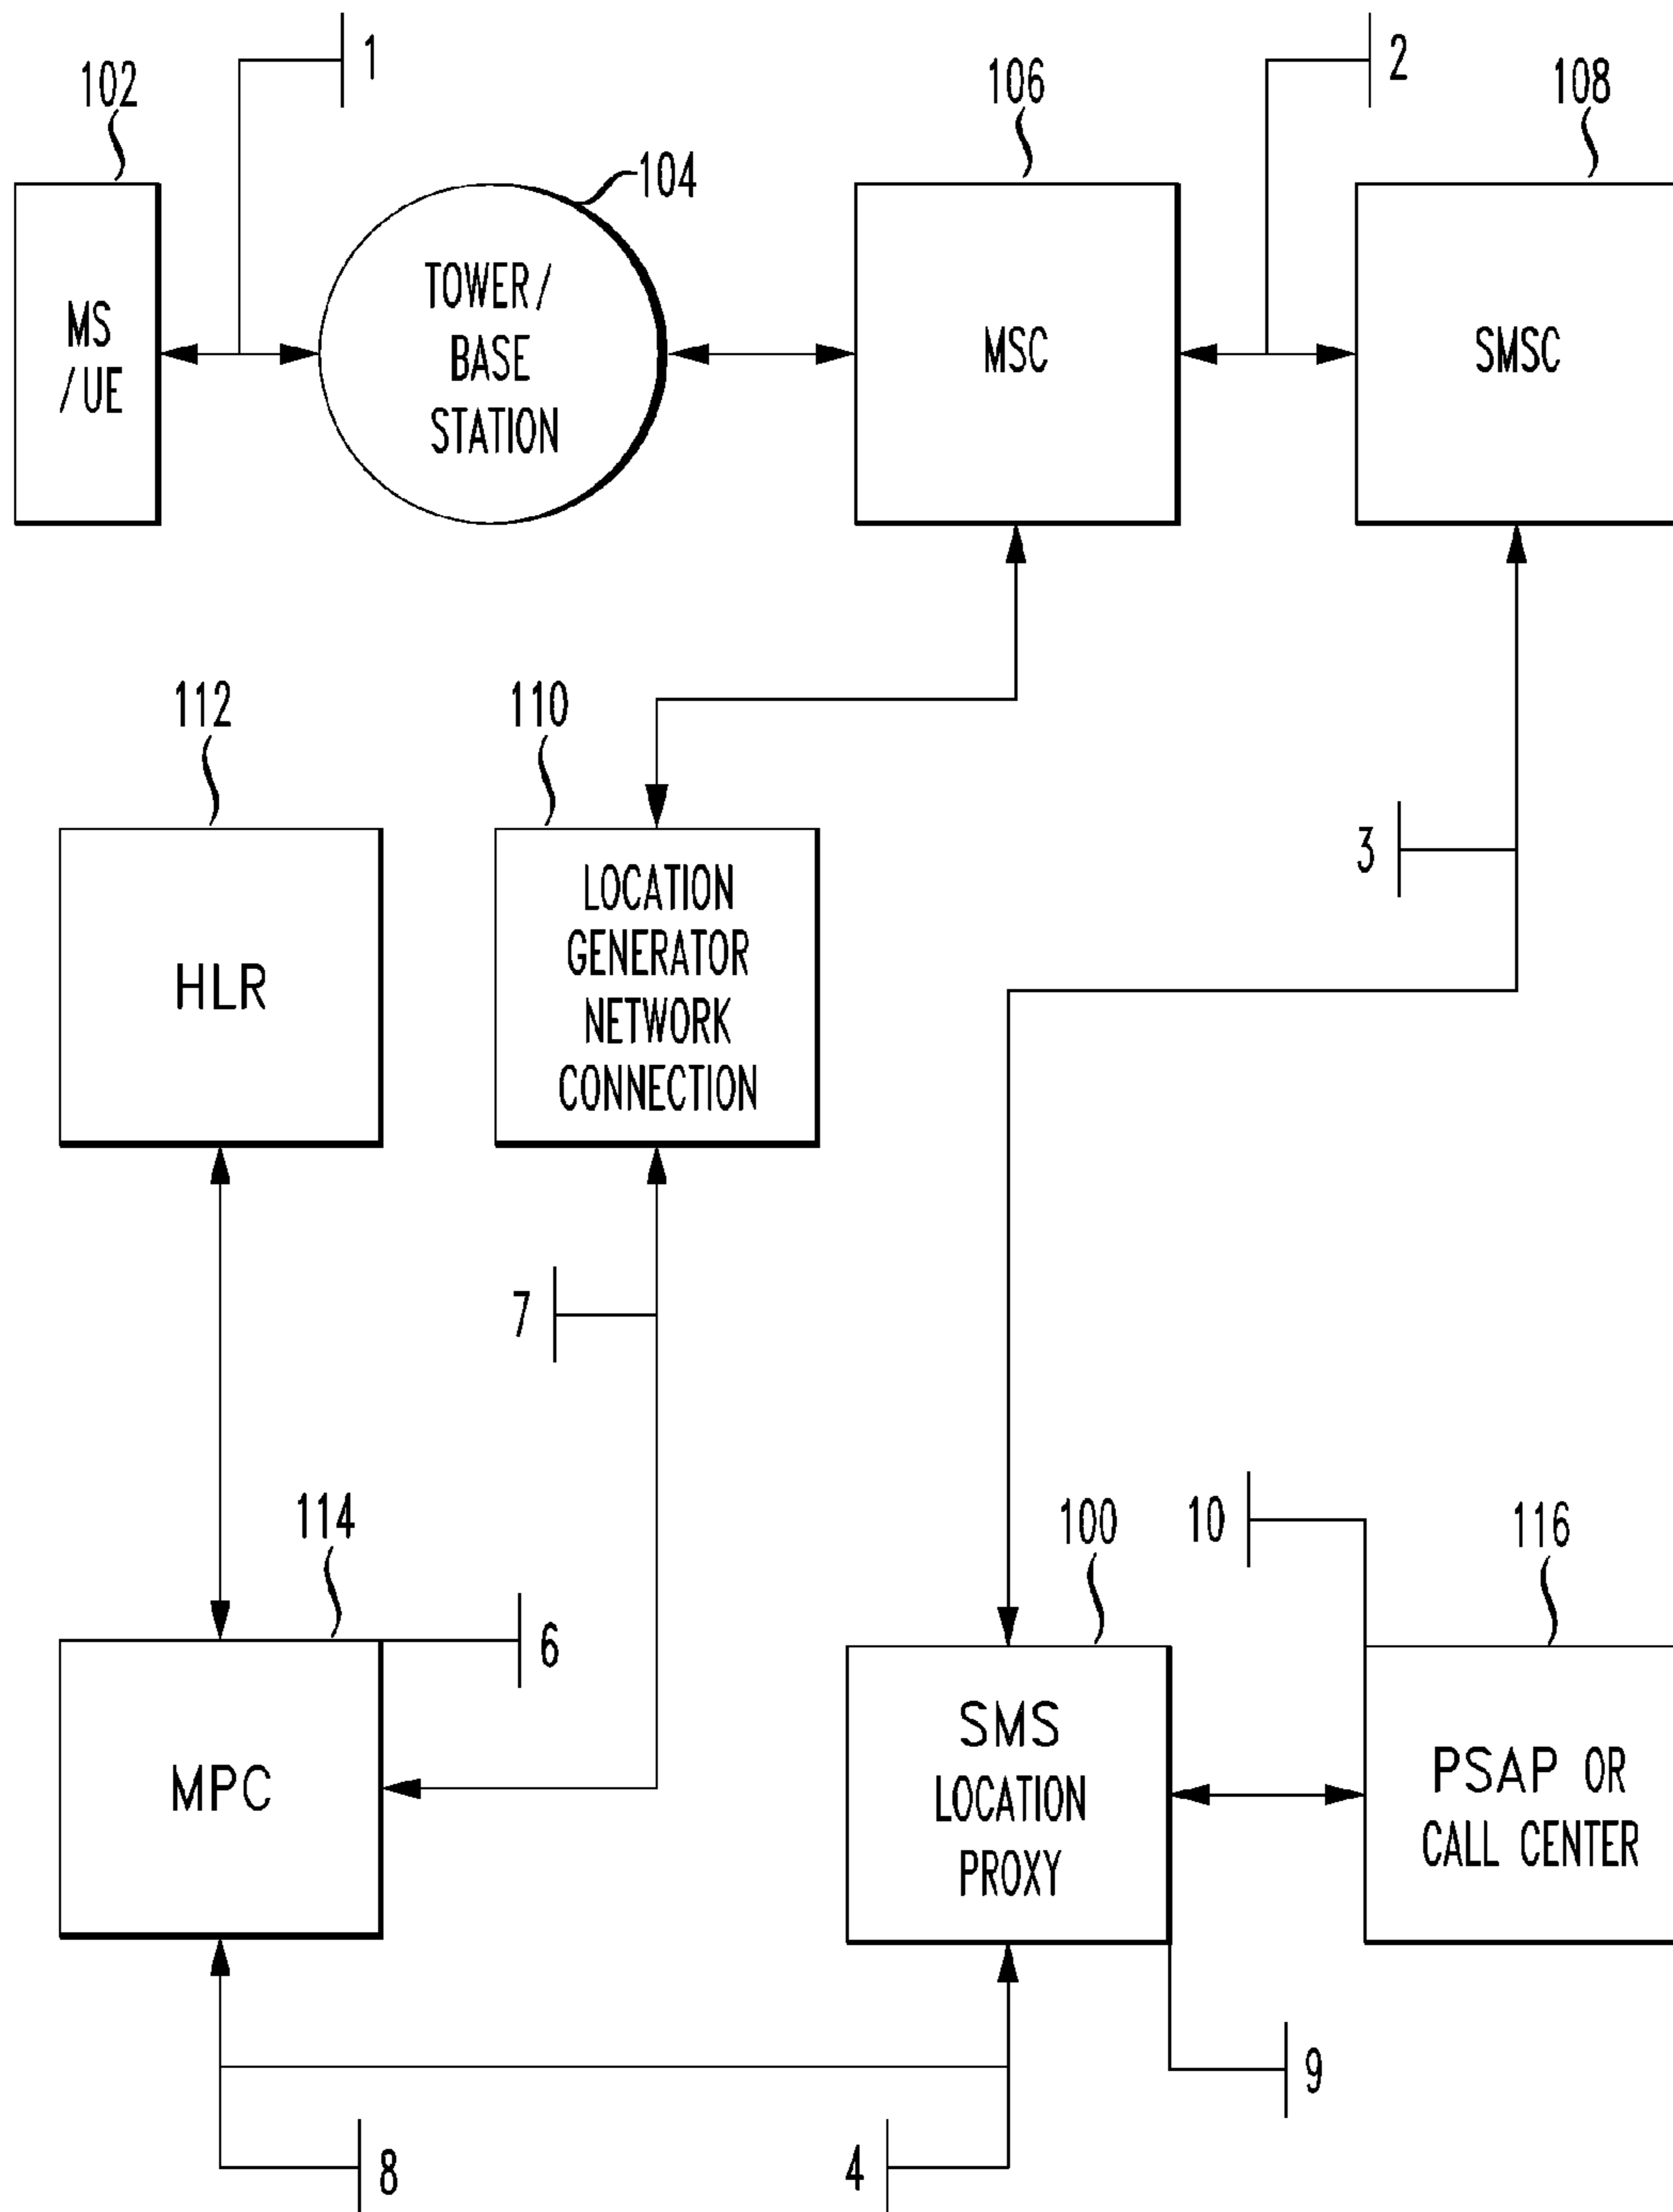 1
2
102
106
108
104
MS
/UE
TOWER/
BASE
STATION
MSC
SMSC
112
110
3
HLR
LOCATION
GENERATOR
NETWORK
CONNECTION
7
114
6
100
10
116
MPC
SMS
LOCATION
PROXY
PSAP OR
CALL CENTER
9
8
4